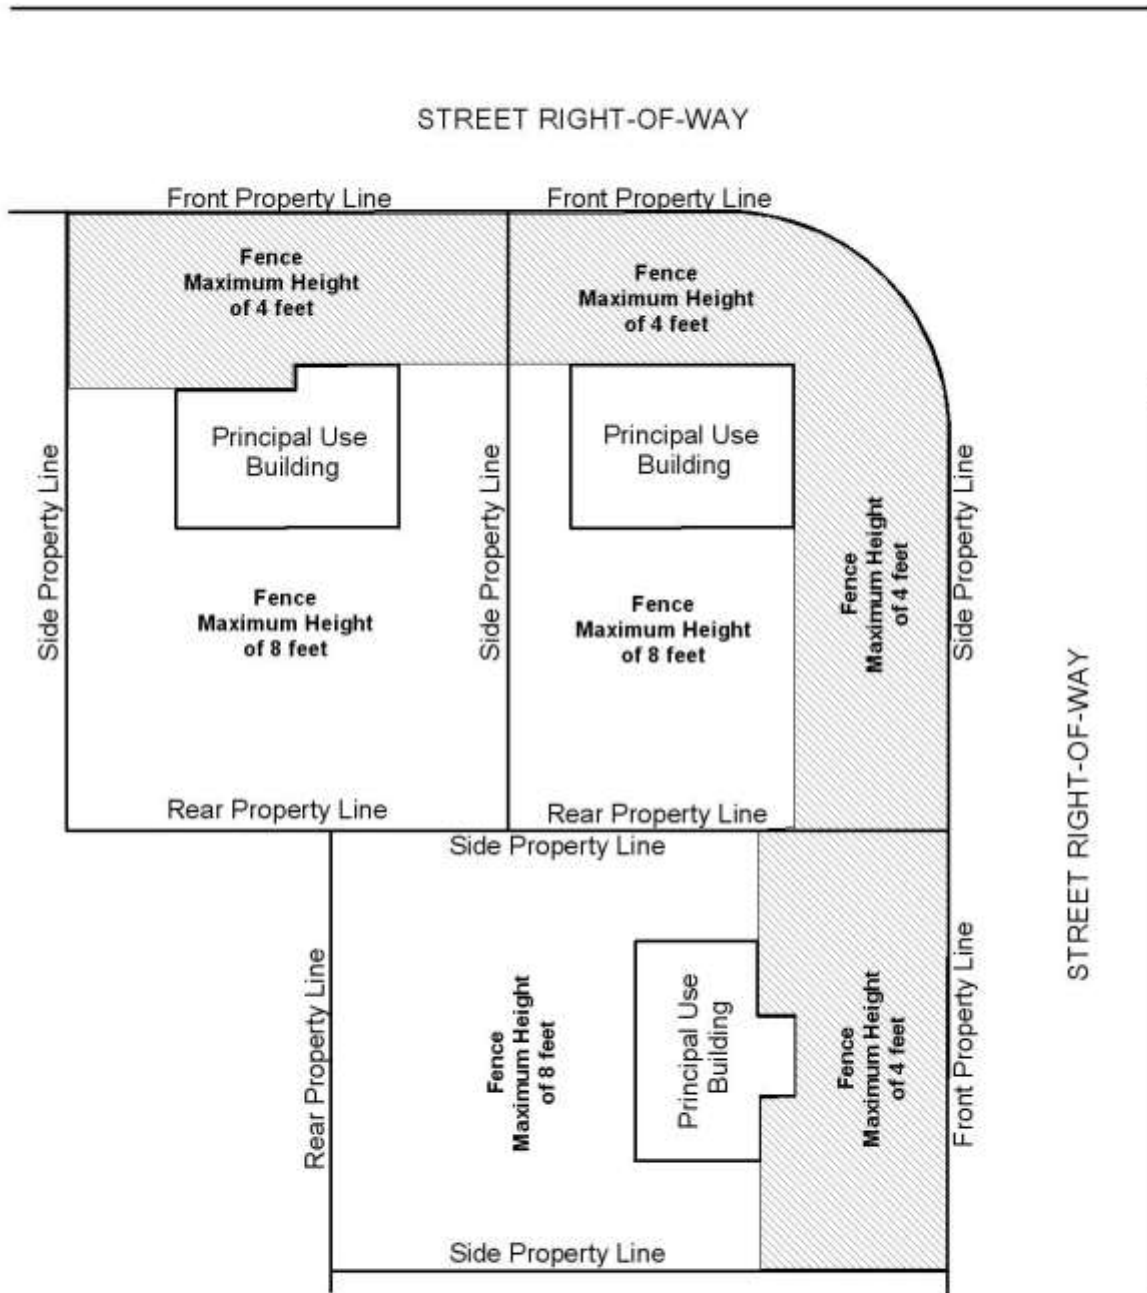 STREET RIGHT-OF-WAY
Front Property Line
Front Property Line
Fence
Maximum Height
of 4 feet
Fence
Maximum Height
of 4 feet
Principal Use
Building
Principal Use
Building
Side Property Line
Side Property Line
Fence
Maximum Height
of 4 feet
Side Property Line
Fence
Maximum Height
of 8 feet
Fence
Maximum Height
of 8 feet
STREET RIGHT-OF-WAY
Rear Property Line
Rear Property Line
Side Property Line
Rear Property Line
Fence
Maximum Height
of 8 feet
Principal Use
Building
Fence
Maximum Height
of 4 feet
Front Property Line
Side Property Line